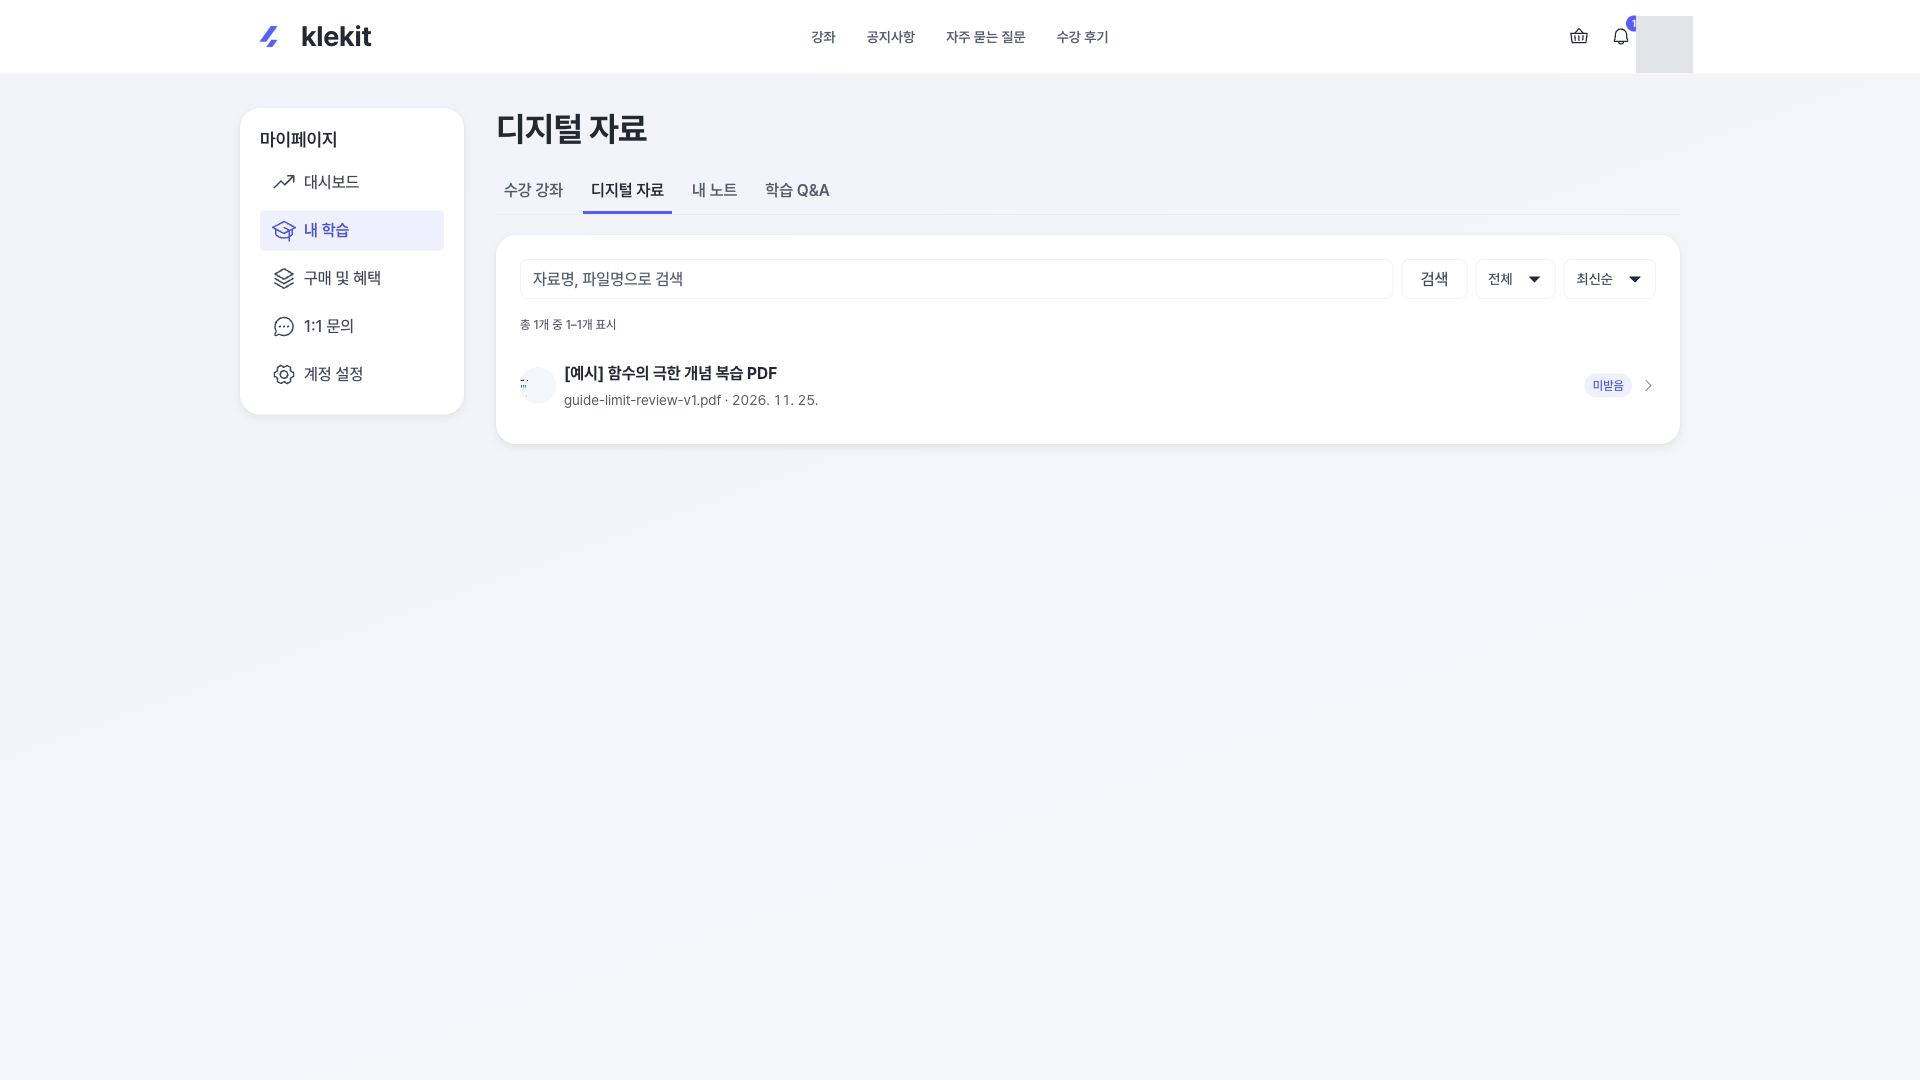 klekit
강좌
공지사항
자주 묻는 질문
수강 후기
마이페이지
대시보드
내 학습
구매 및 혜택
1:1 문의
계정 설정
디지털 자료
수강 강좌
디지털 자료
내 노트
학습 Q&A
자료명, 파일명으로 검색
검색
전체
최신순
총 1개 중 1–1개 표시
[예시] 함수의 극한 개념 복습 PDF
guide-limit-review-v1.pdf · 2026. 11. 25.
미받음